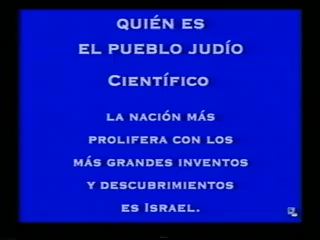 QUIÉN ES
EL PUEBLO JUDÍO
CIENTÍFICO
LA NACIÓN MÁS
PROLIFERA CON LOS
MÁS GRANDES INVENTOS
Y DESCUBRIMIENTOS
ES ISRAEL.